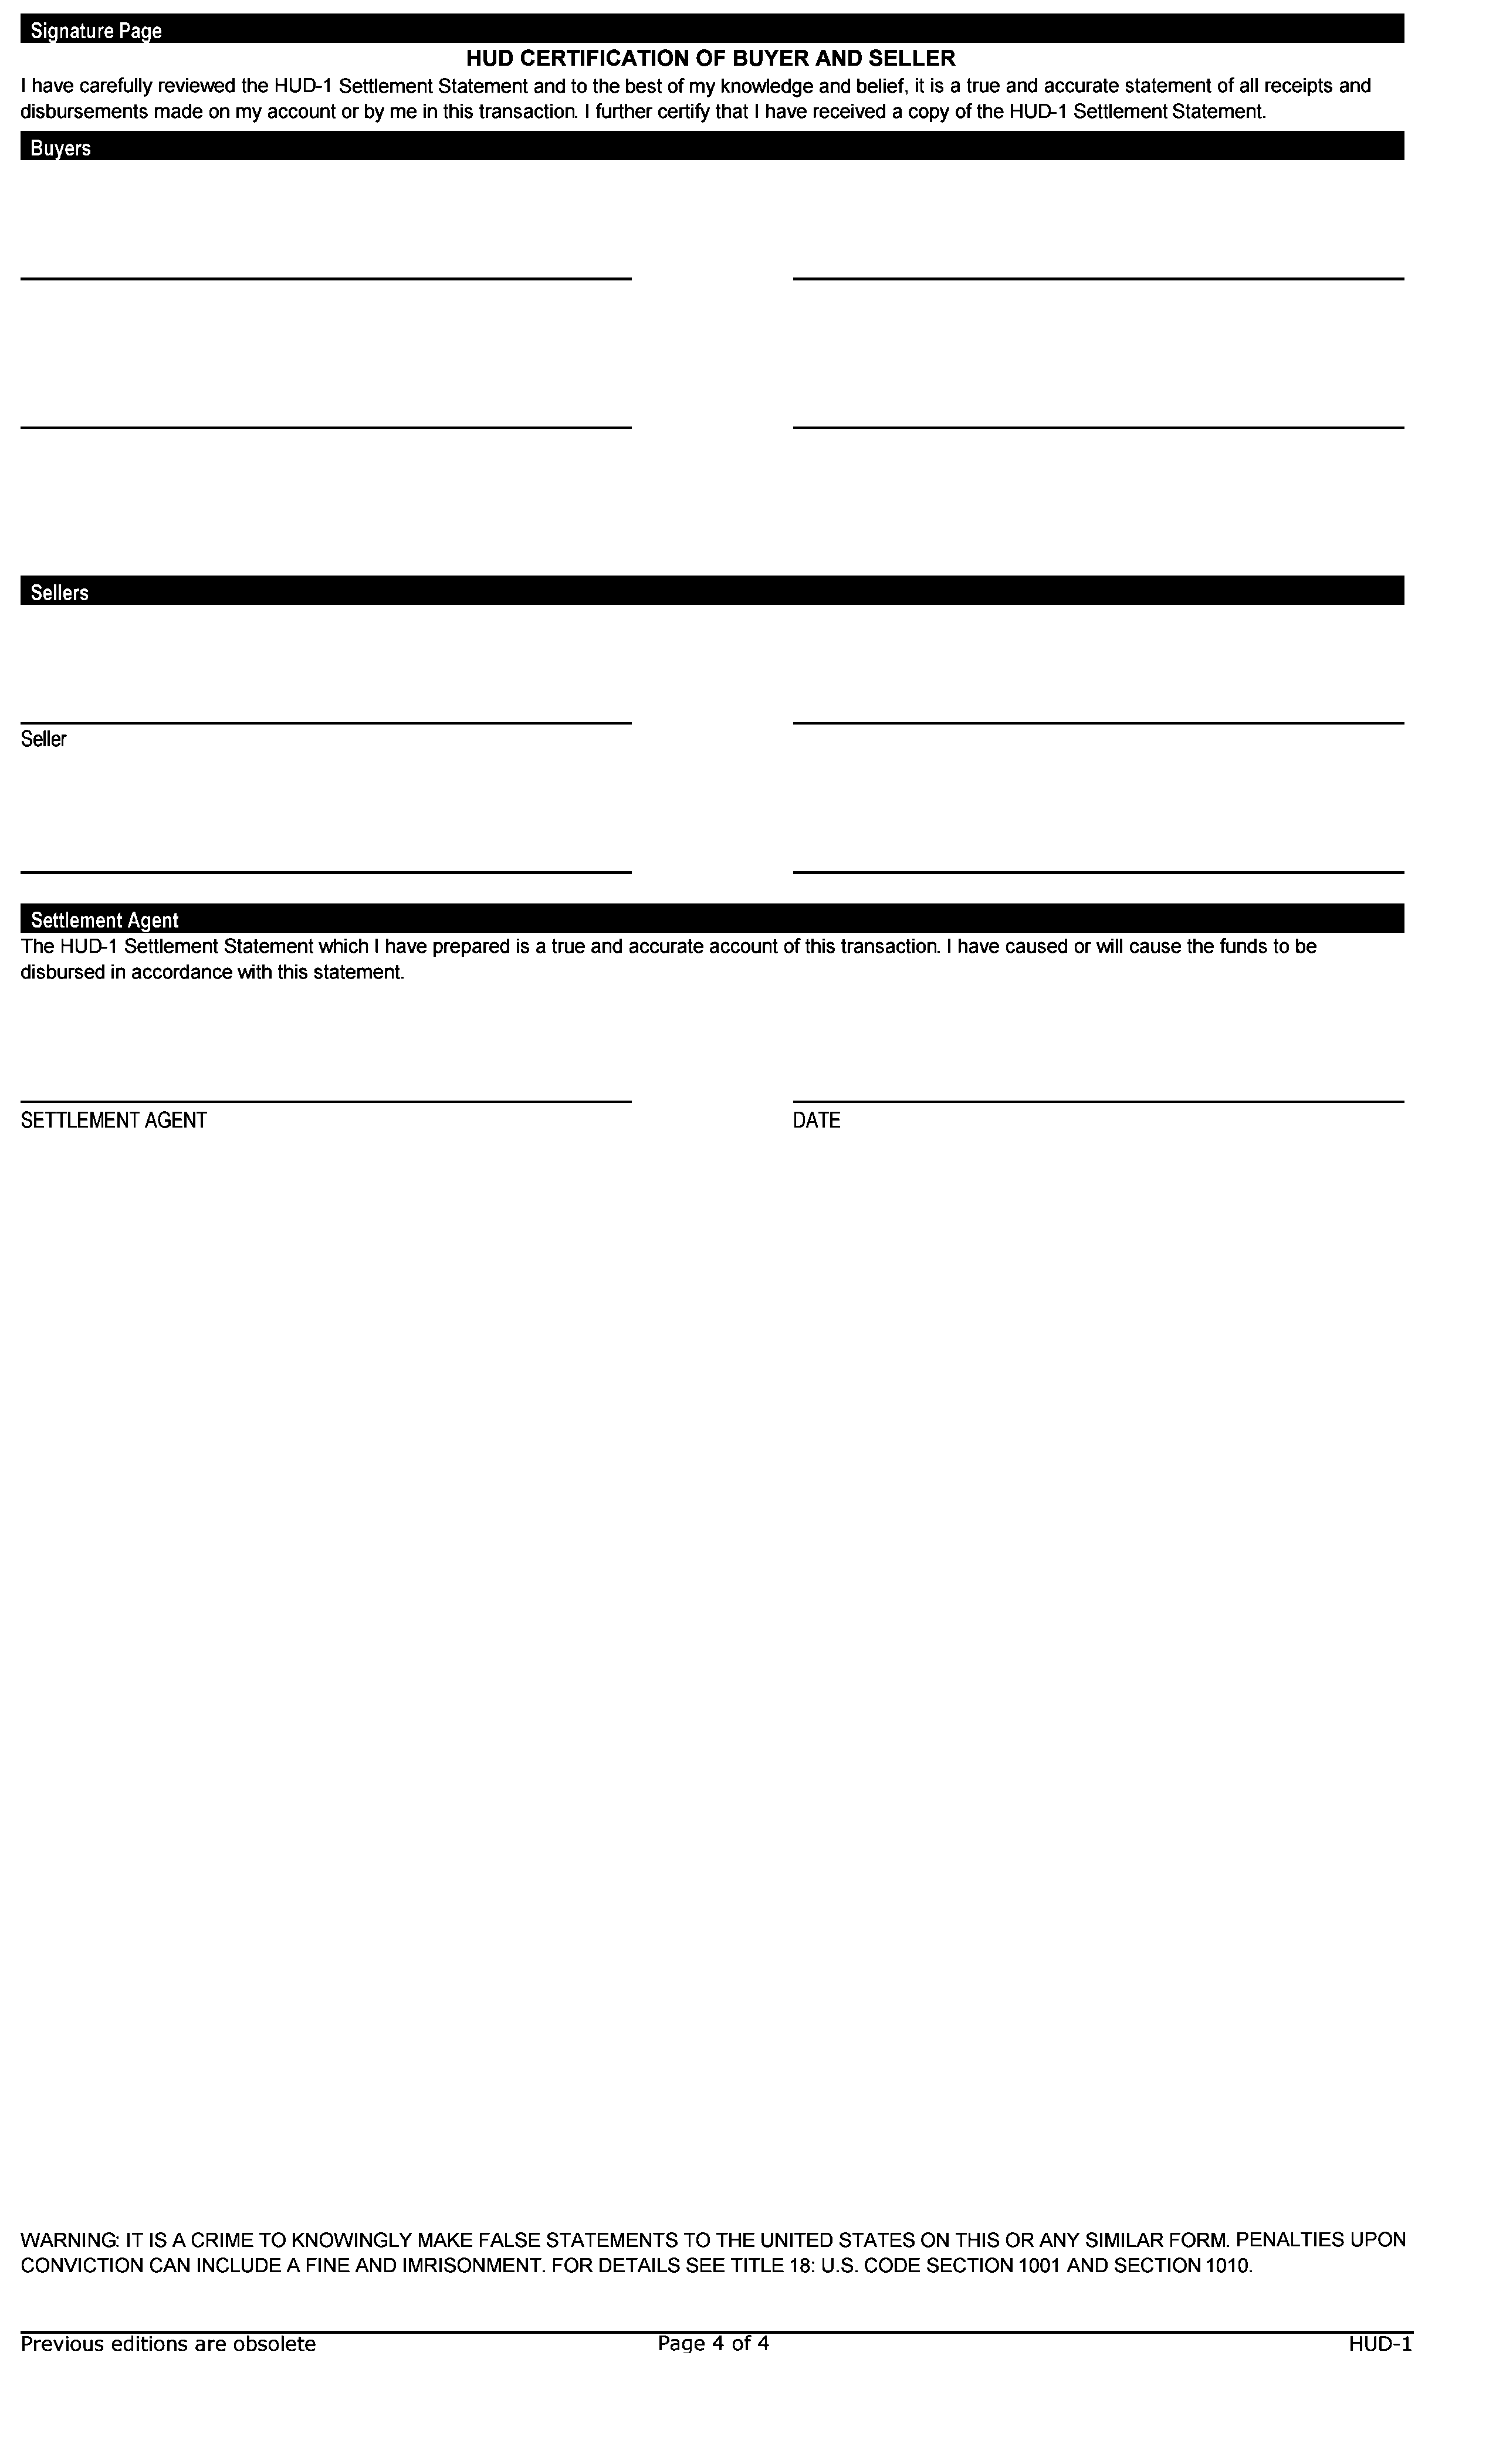 Signature Page
HUD CERTIFICATION OF BUYER AND SELLER
I have carefully reviewed the HUD-1 Settlement Statement and to the best of my knowledge and belief, it is a true and accurate statement of all receipts and
disbursements made on my account or by me in this transaction. I further certify that I have received a copy of the HUD-1 Settlement Statement.
Buyers
Sellers
Seller
Settlement Agent
The HUD-1 Settlement Statement which I have prepared is a true and accurate account of this transaction. I have caused or will cause the funds to be
disbursed in accordance with this statement.
SETTLEMENT AGENT DATE
WARNING: IT IS A CRIME TO KNOWINGLY MAKE FALSE STATEMENTS TO THE UNITED STATES ON THIS OR ANY SIMILAR FORM. PENALTIES UPON
CONVICTION CAN INCLUDE A FINE AND IMRISONMENT. FOR DETAILS SEE TITLE 18: U.S. CODE SECTION 1001 AND SECTION 1010.
Previous editions are obsolete Page 4 of 4 HUD-1